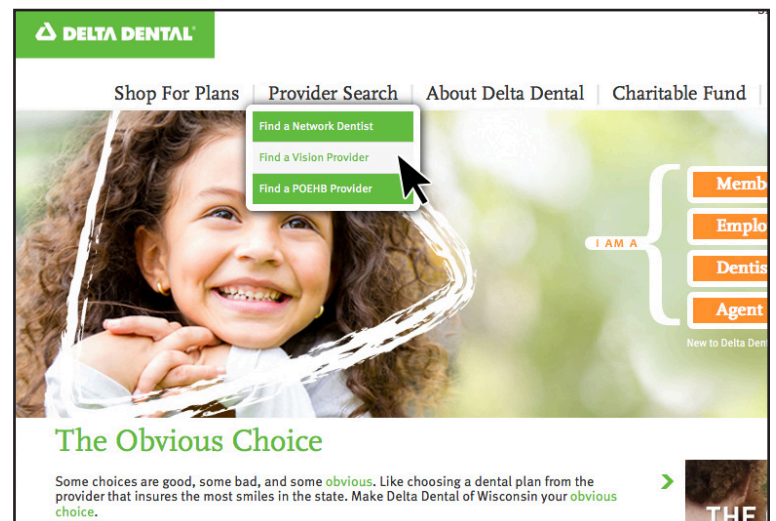 DELTA DENTAL
Shop For Plans Provider Search About Delta Dental Charitable Fund
Find a Network Dentist
Find a Vision Provider
Find a POEHB Provider
I AM A
Memb
Emplo
Dentis
Agent
New to Delta Den
The Obvious Choice
Some choices are good, some bad, and some obvious. Like choosing a dental plan from the
provider that insures the most smiles in the state. Make Delta Dental of Wisconsin your obvious
choice.
THE